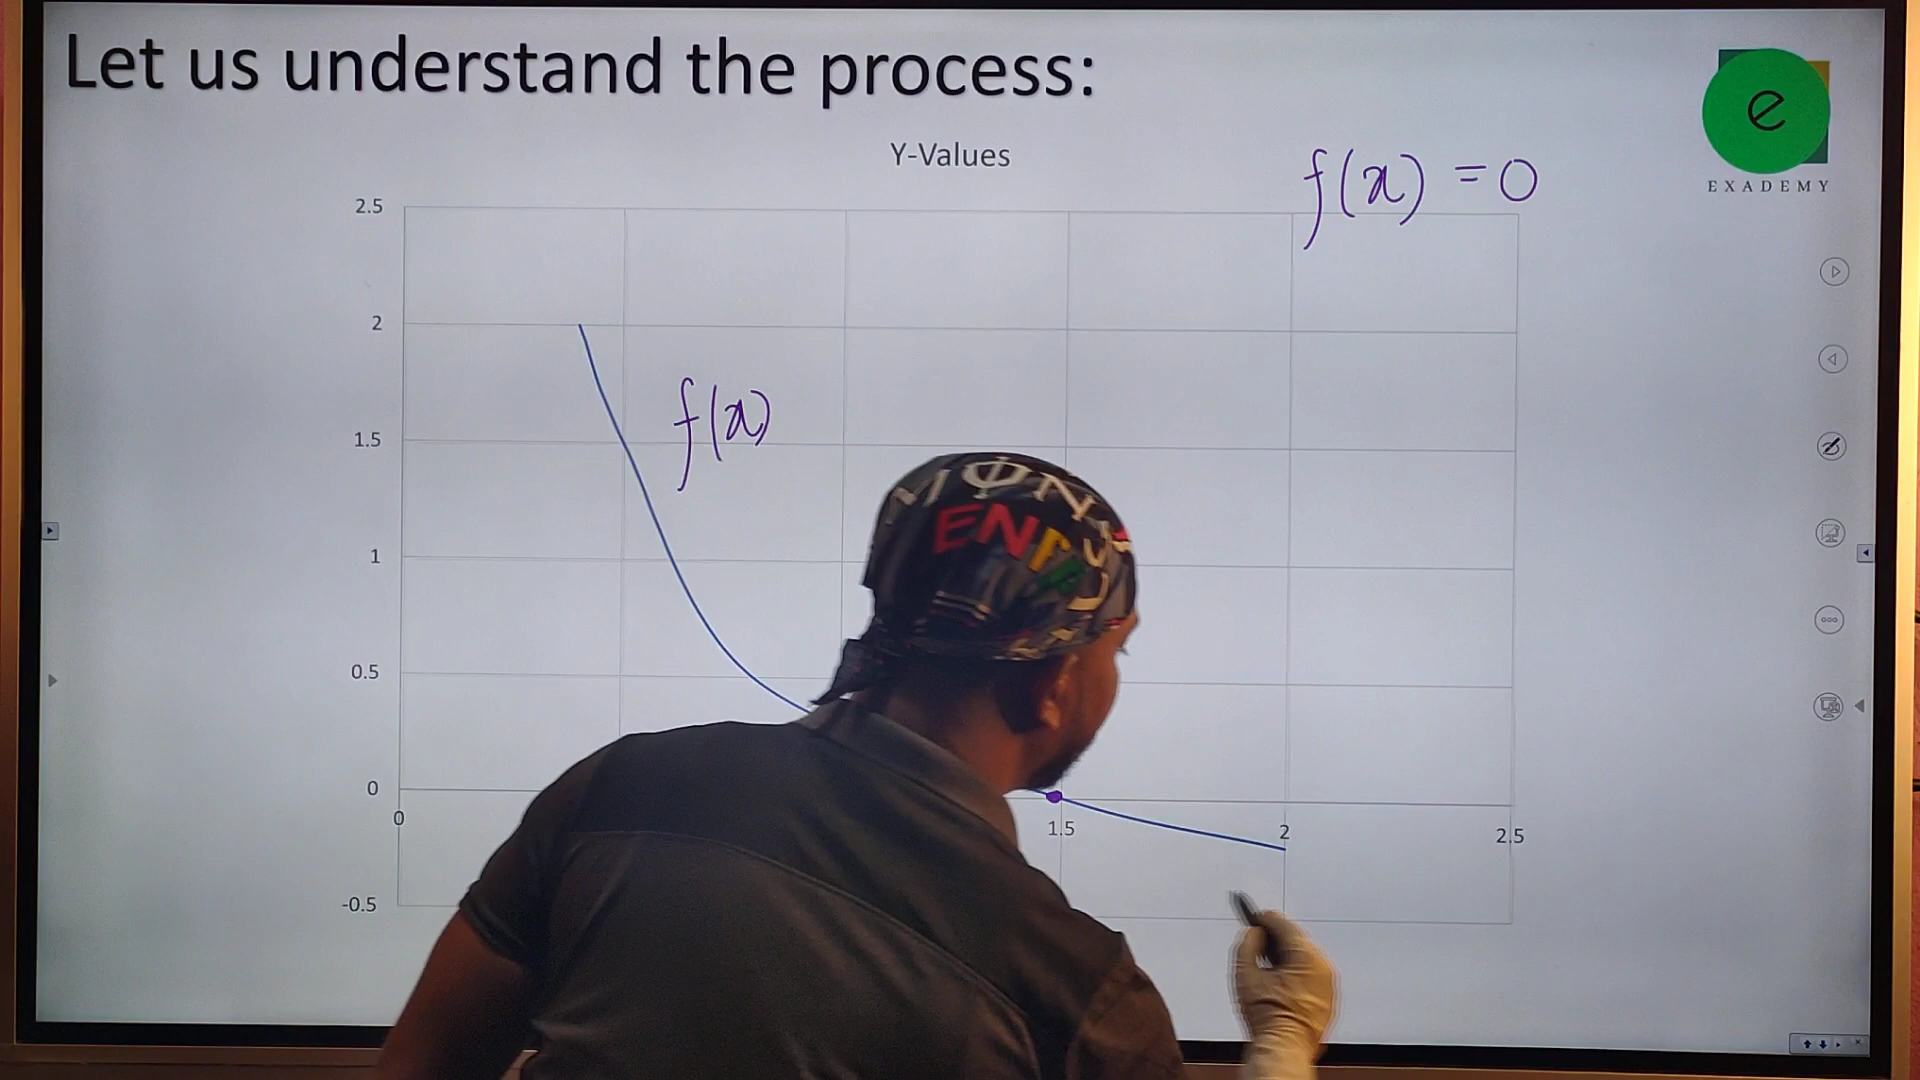 Let us understand the process:
e
EXADEMY
Y-Values
f(x) = 0
2.5
2
f(x)
1.5
1
0.5
0
0
1.5
2
2.5
-0.5